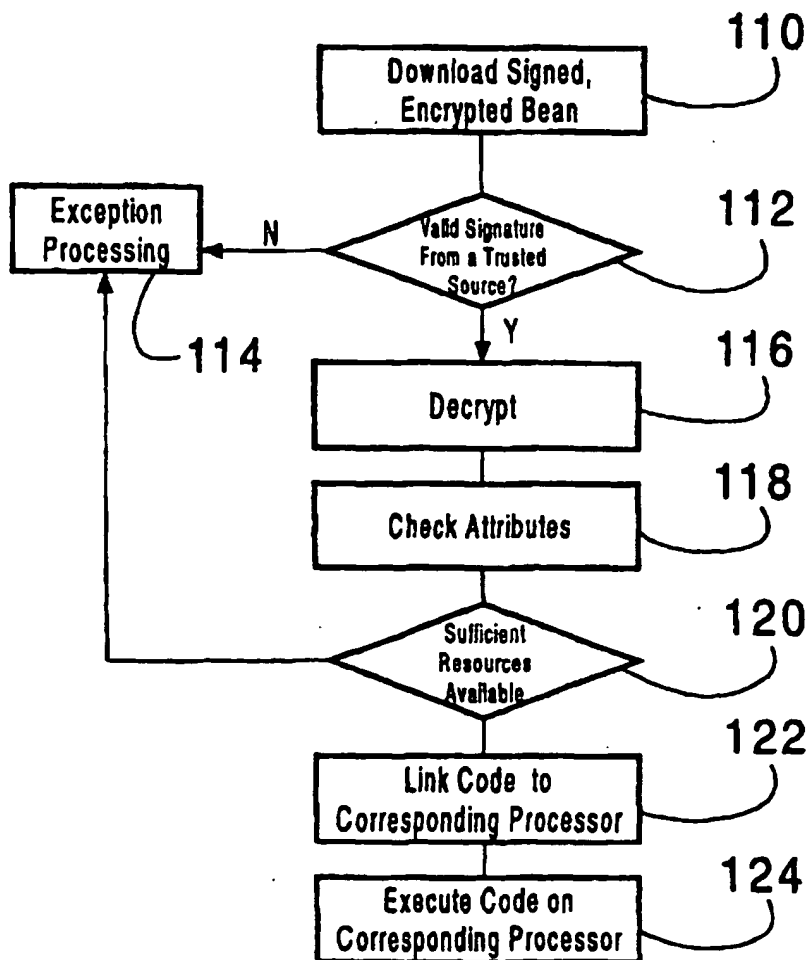 110
Download Signed,
Encrypted Bean
112
Valid Signature
From a Trusted
Source?
N
Exception
Processing
114
Y
116
Decrypt
118
Check Attributes
120
Sufficient
Resources
Available
122
Link Code to
Corresponding Processor
124
Execute Code on
Corresponding Processor